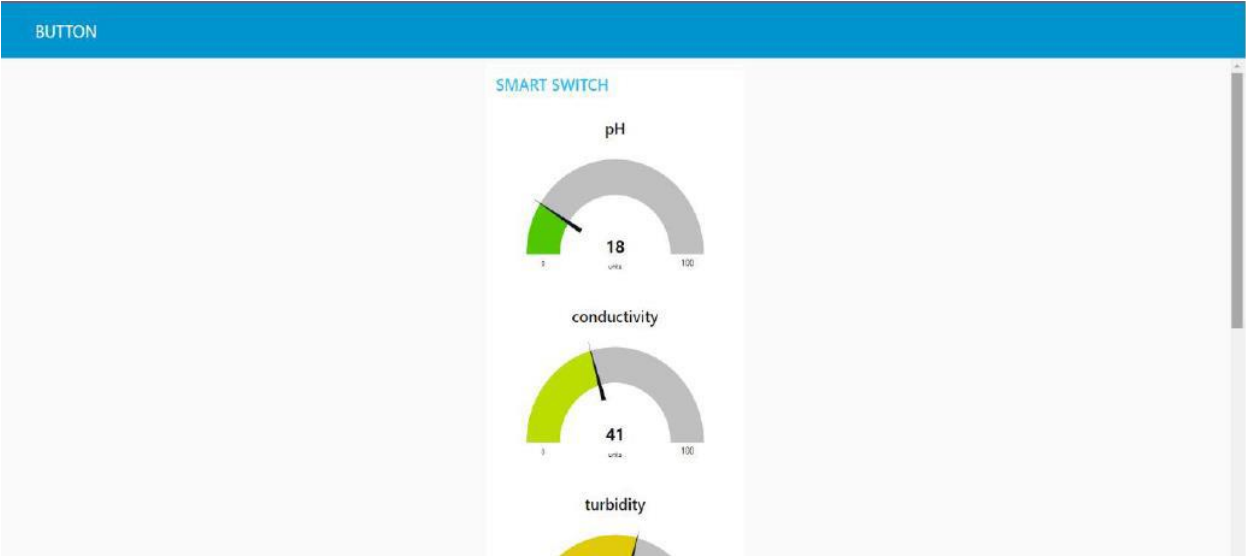 BUTTON
SMART SWITCH
pH
18
0 units 100
conductivity
41
0 units 100
turbidity